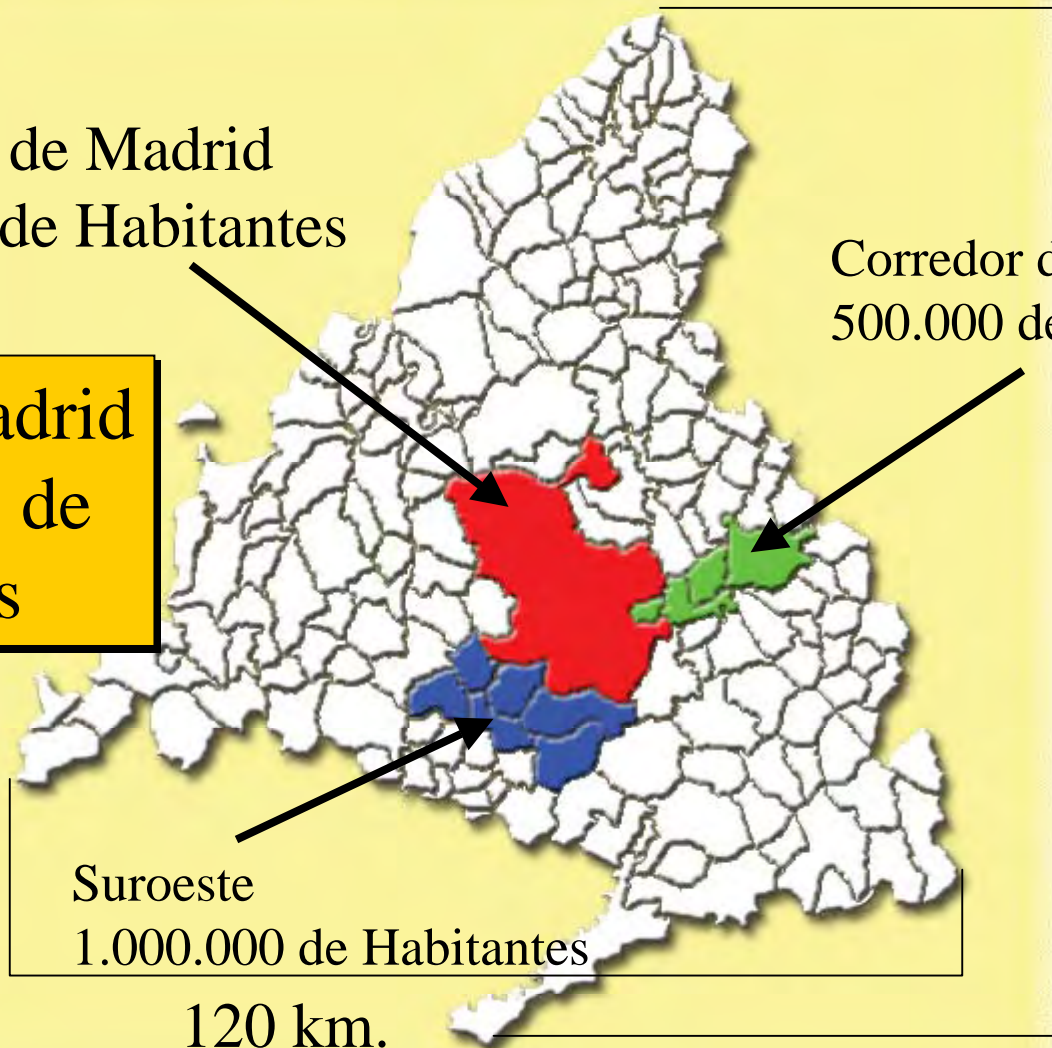 de Madrid
de Habitantes
Corredor d
500.000 de
adrid
de
s
Suroeste
1.000.000 de Habitantes
120 km.